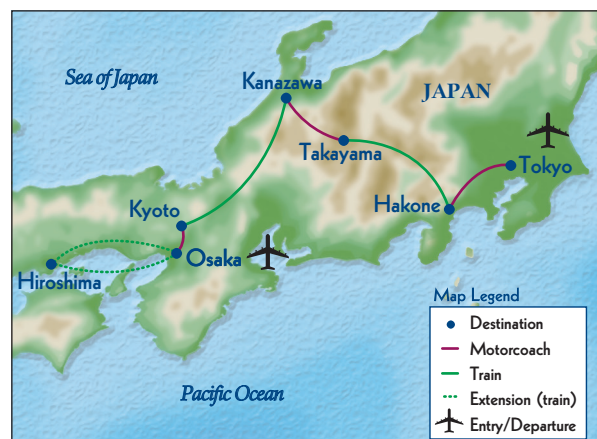 Sea of Japan
Kanazawa
JAPAN
Takayama
Tokyo
Kyoto
Hakone
Osaka
Hiroshima
Pacific Ocean
Map Legend
Destination
Motorcoach
Train
Extension (train)
Entry/Departure